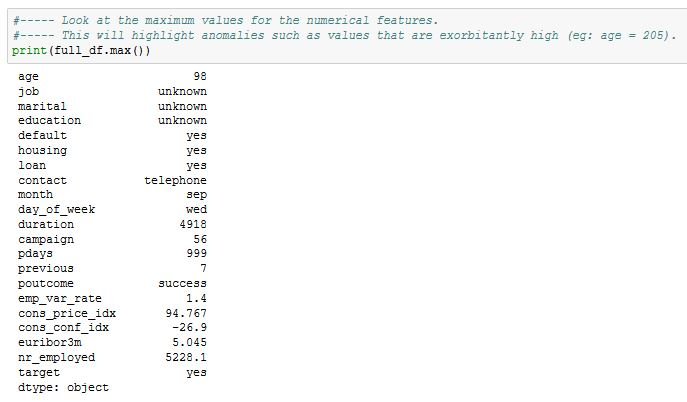 #----- Look at the maximum values for the numerical features.
#----- This will highlight anomalies such as values that are exorbitantly high (eg: age = 205).
print(full_df.max())
age 98
job unknown
marital unknown
education unknown
default yes
housing yes
loan yes
contact telephone
month sep
day_of_week wed
duration 4918
campaign 56
pdays 999
previous 7
poutcome success
emp_var_rate 1.4
cons_price_idx 94.767
cons_conf_idx -26.9
euribor3m 5.045
nr_employed 5228.1
target yes
dtype: object